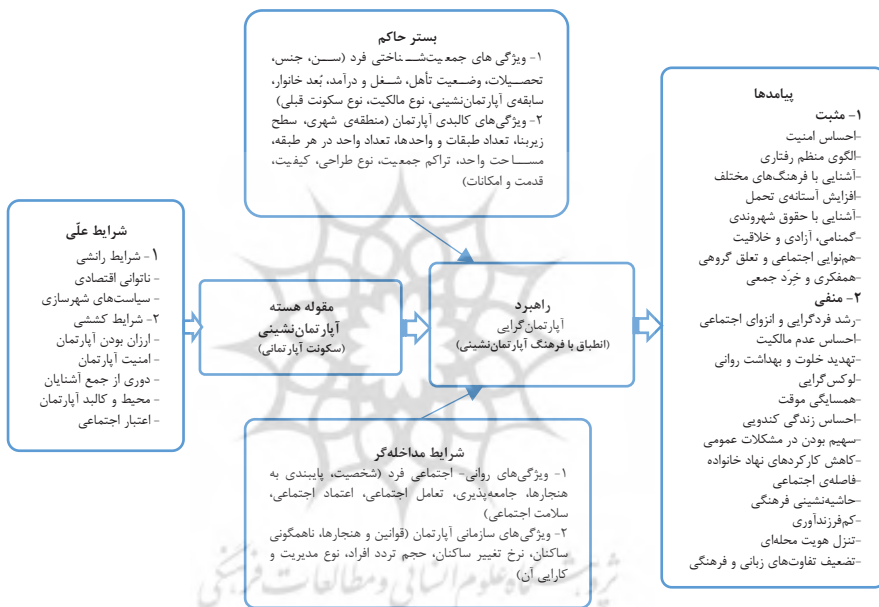 بستر حاکم
۱- ویژگی های جمعیت‌شناختی فرد (سن، جنس،
تحصیلات، وضعیت تأهل، شغل و درآمد، بُعد خانوار،
سابقه‌ی آپارتمان‌نشینی، نوع مالکیت، نوع سکونت قبلی)
۲- ویژگی‌های کالبدی آپارتمان (منطقه‌ی شهری، سطح
زیربنا، تعداد طبقات و واحدها، تعداد واحد در هر طبقه،
مساحت واحد، تراکم جمعیت، نوع طراحی، کیفیت،
قدمت و امکانات)
شرایط علّی
۱- شرایط رانشی
- ناتوانی اقتصادی
- سیاست‌های شهرسازی
۲- شرایط کششی
- ارزان بودن آپارتمان
- امنیت آپارتمان
- دوری از جمع آشنایان
- محیط و کالبد آپارتمان
- اعتبار اجتماعی
مقوله هسته
آپارتمان‌نشینی
(سکونت آپارتمانی)
راهبرد
آپارتمان‌گرایی
(انطباق با فرهنگ آپارتمان‌نشینی)
شرایط مداخله‌گر
۱- ویژگی‌های روانی- اجتماعی فرد (شخصیت، پایبندی به
هنجارها، جامعه‌پذیری، تعامل اجتماعی، اعتماد اجتماعی،
سلامت اجتماعی)
۲- ویژگی‌های سازمانی آپارتمان (قوانین و هنجارها، ناهمگونی
ساکنان، نرخ تغییر ساکنان، حجم تردد افراد، نوع مدیریت و
کارایی آن)
پیامدها
۱- مثبت
-احساس امنیت
-الگوی منظم رفتاری
-آشنایی با فرهنگ‌های مختلف
-افزایش آستانه‌ی تحمل
-آشنایی با حقوق شهروندی
-گمنامی، آزادی و خلاقیت
-هم‌نوایی اجتماعی و تعلق گروهی
-همفکری و خِرَد جمعی
۲- منفی
-رشد فردگرایی و انزوای اجتماعی
-احساس عدم مالکیت
-تهدید خلوت و بهداشت روانی
-لوکس‌گرایی
-همسایگی موقت
-احساس زندگی کندویی
-سهیم بودن در مشکلات عمومی
-کاهش کارکردهای نهاد خانواده
-فاصله‌ی اجتماعی
-حاشیه‌نشینی فرهنگی
-کم‌فرزندآوری
-تنزل هویت محله‌ای
-تضعیف تفاوت‌های زبانی و فرهنگی
پژوهشگاه علوم انسانی و مطالعات فرهنگی